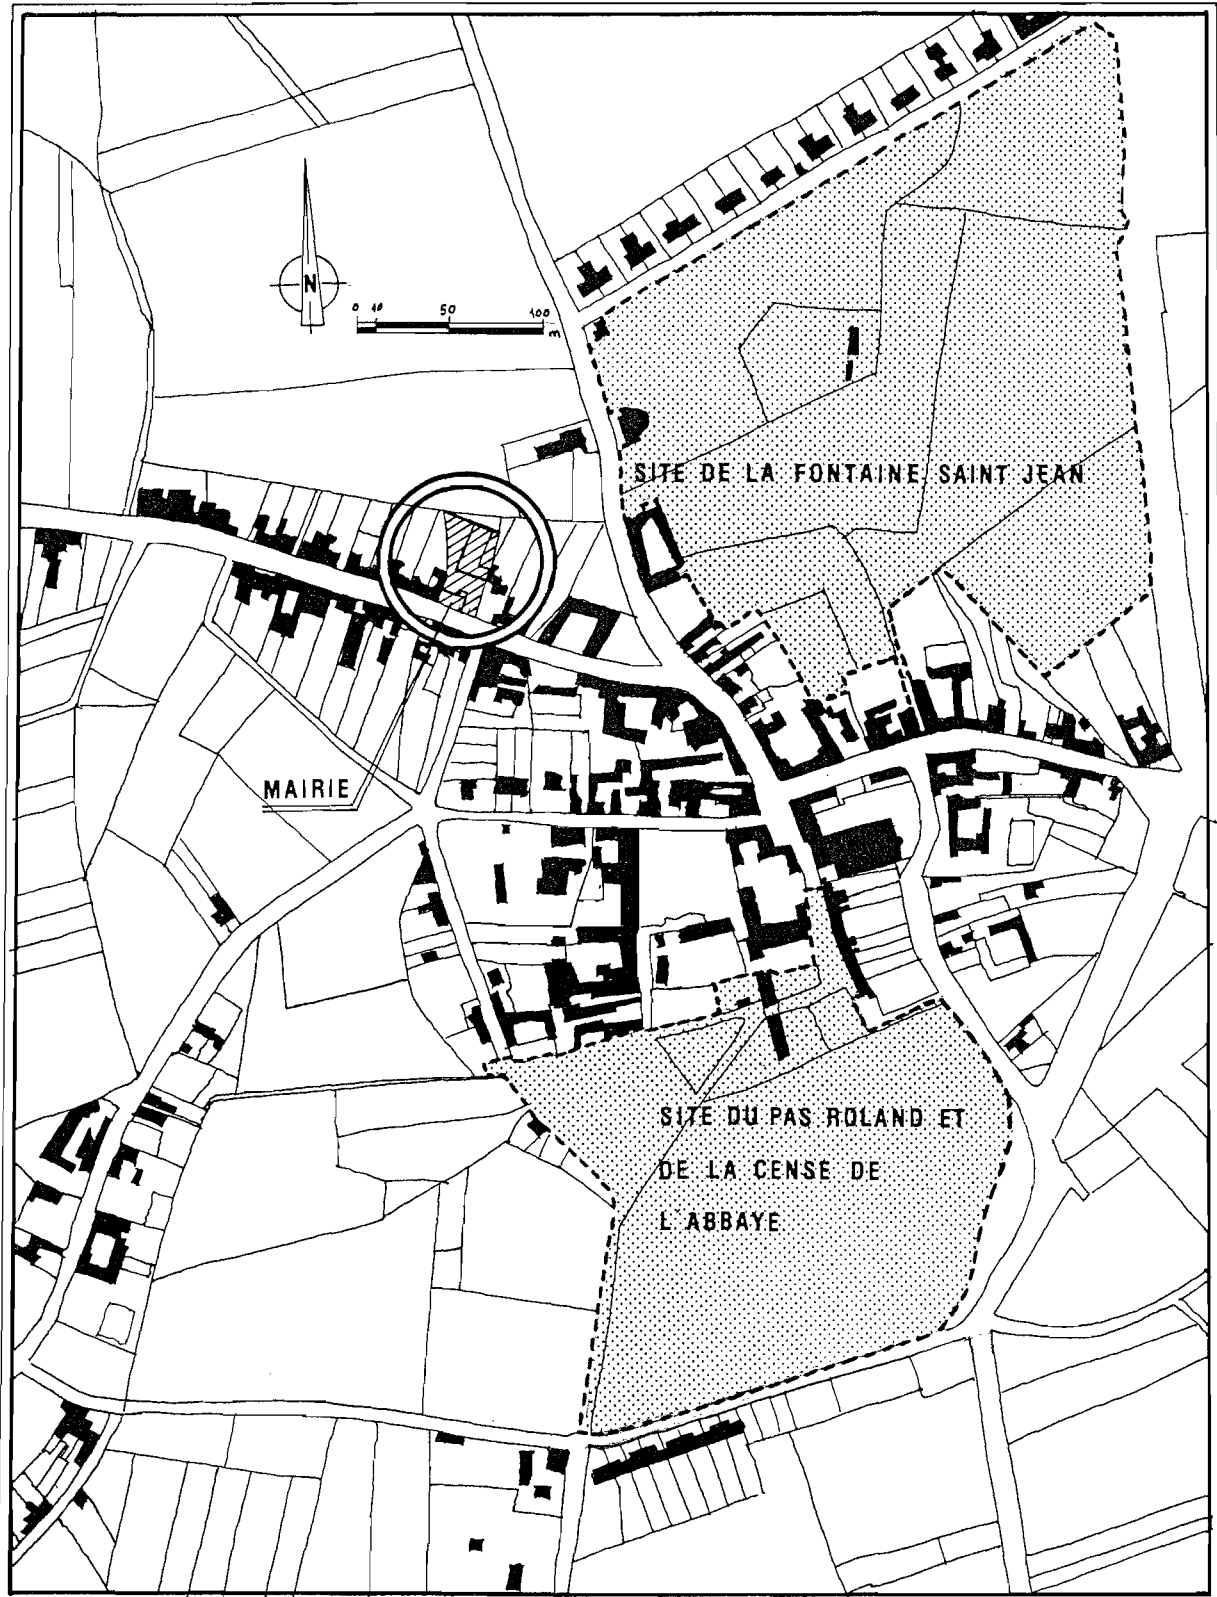 N
0 10 50 100
m
SITE DE LA FONTAINE SAINT JEAN
MAIRIE
SITE DU PAS ROLAND ET
DE LA CENSE DE
L'ABBAYE